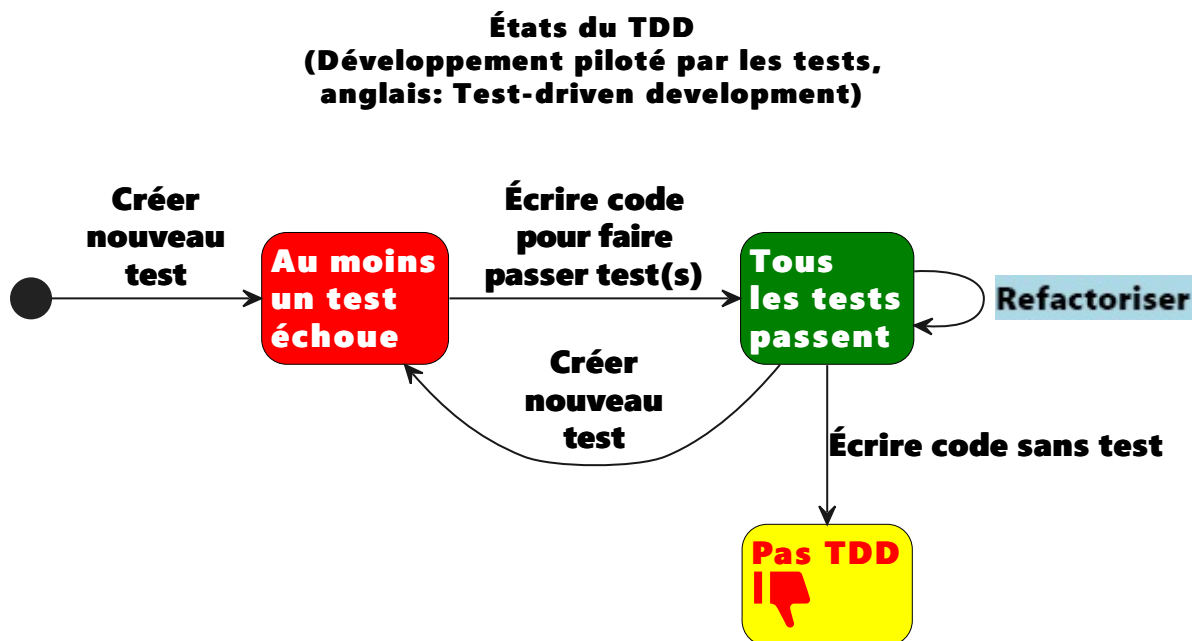 États du TDD
(Développement piloté par les tests,
anglais: Test-driven development)
Créer
nouveau
test
Au moins
un test
échoue
Écrire code
pour faire
passer test(s)
Tous
les tests
passent
Refactoriser
Créer
nouveau
test
Écrire code sans test
Pas TDD